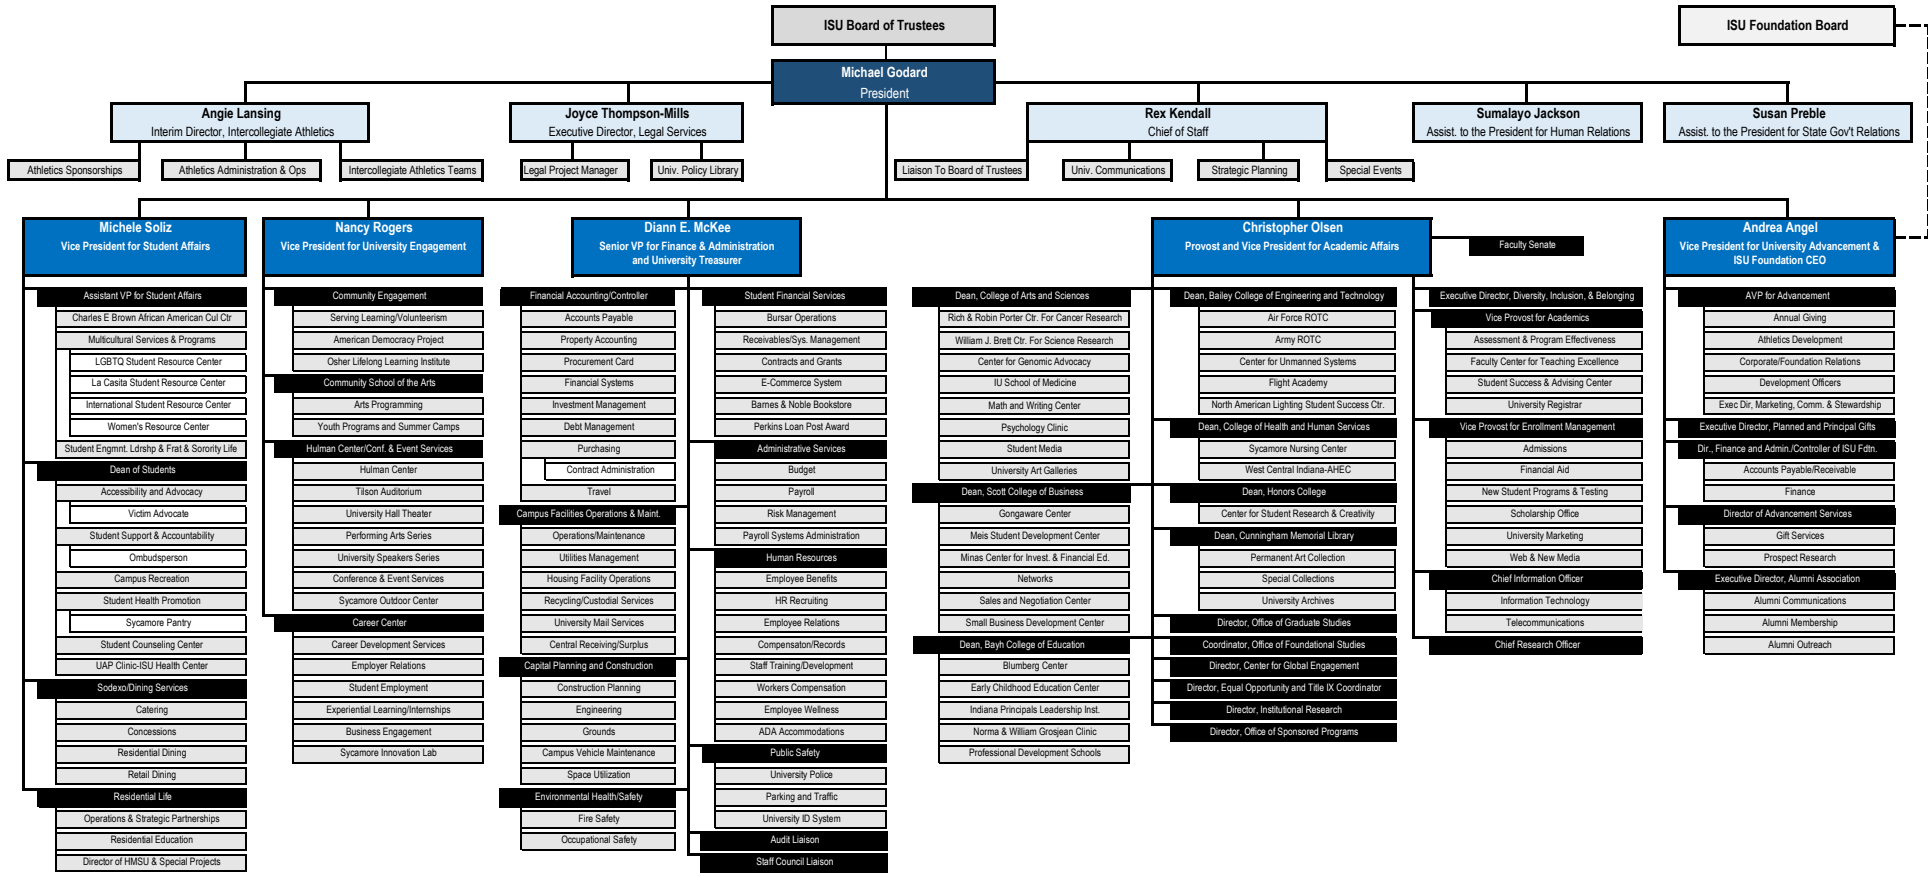 ISU Board of Trustees
ISU Foundation Board
Michael Godard
President
Angie Lansing
Interim Director, Intercollegiate Athletics
Joyce Thompson-Mills
Executive Director, Legal Services
Rex Kendall
Chief of Staff
Sumalayo Jackson
Assist. to the President for Human Relations
Susan Preble
Assist. to the President for State Gov't Relations
Athletics Sponsorships
Athletics Administration & Ops
Intercollegiate Athletics Teams
Legal Project Manager
Univ. Policy Library
Liaison To Board of Trustees
Univ. Communications
Strategic Planning
Special Events
Michele Soliz
Vice President for Student Affairs
Assistant VP for Student Affairs
Charles E Brown African American Cul Ctr
Multicultural Services & Programs
LGBTQ Student Resource Center
La Casita Student Resource Center
International Student Resource Center
Women's Resource Center
Student Engmnt. Ldrshp & Frat & Sorority Life
Dean of Students
Accessibility and Advocacy
Victim Advocate
Student Support & Accountability
Ombudsperson
Campus Recreation
Student Health Promotion
Sycamore Pantry
Student Counseling Center
UAP Clinic-ISU Health Center
Sodexo/Dining Services
Catering
Concessions
Residential Dining
Retail Dining
Residential Life
Operations & Strategic Partnerships
Residential Education
Director of HMSU & Special Projects
Nancy Rogers
Vice President for University Engagement
Community Engagement
Serving Learning/Volunteerism
American Democracy Project
Osher Lifelong Learning Institute
Community School of the Arts
Arts Programming
Youth Programs and Summer Camps
Hulman Center/Conf. & Event Services
Hulman Center
Tilson Auditorium
University Hall Theater
Performing Arts Series
University Speakers Series
Conference & Event Services
Sycamore Outdoor Center
Career Center
Career Development Services
Employer Relations
Student Employment
Experiential Learning/Internships
Business Engagement
Sycamore Innovation Lab
Diann E. McKee
Senior VP for Finance & Administration
and University Treasurer
Financial Accounting/Controller
Accounts Payable
Property Accounting
Procurement Card
Financial Systems
Investment Management
Debt Management
Purchasing
Contract Administration
Travel
Campus Facilities Operations & Maint.
Operations/Maintenance
Utilities Management
Housing Facility Operations
Recycling/Custodial Services
University Mail Services
Central Receiving/Surplus
Capital Planning and Construction
Construction Planning
Engineering
Grounds
Campus Vehicle Maintenance
Space Utilization
Environmental Health/Safety
Fire Safety
Occupational Safety
Student Financial Services
Bursar Operations
Receivables/Sys. Management
Contracts and Grants
E-Commerce System
Barnes & Noble Bookstore
Perkins Loan Post Award
Administrative Services
Budget
Payroll
Risk Management
Payroll Systems Administration
Human Resources
Employee Benefits
HR Recruiting
Employee Relations
Compensaton/Records
Staff Training/Development
Workers Compensation
Employee Wellness
ADA Accommodations
Public Safety
University Police
Parking and Traffic
University ID System
Audit Liaison
Staff Council Liaison
Christopher Olsen
Provost and Vice President for Academic Affairs
Faculty Senate
Dean, College of Arts and Sciences
Rich & Robin Porter Ctr. For Cancer Research
William J. Brett Ctr. For Science Research
Center for Genomic Advocacy
IU School of Medicine
Math and Writing Center
Psychology Clinic
Student Media
University Art Galleries
Dean, Scott College of Business
Gongaware Center
Meis Student Development Center
Minas Center for Invest. & Financial Ed.
Networks
Sales and Negotiation Center
Small Business Development Center
Dean, Bayh College of Education
Blumberg Center
Early Childhood Education Center
Indiana Principals Leadership Inst.
Norma & William Grosjean Clinic
Professional Development Schools
Dean, Bailey College of Engineering and Technology
Air Force ROTC
Army ROTC
Center for Unmanned Systems
Flight Academy
North American Lighting Student Success Ctr.
Dean, College of Health and Human Services
Sycamore Nursing Center
West Central Indiana-AHEC
Dean, Honors College
Center for Student Research & Creativity
Dean, Cunningham Memorial Library
Permanent Art Collection
Special Collections
University Archives
Director, Office of Graduate Studies
Coordinator, Office of Foundational Studies
Director, Center for Global Engagement
Director, Equal Opportunity and Title IX Coordinator
Director, Institutional Research
Director, Office of Sponsored Programs
Executive Director, Diversity, Inclusion, & Belonging
Vice Provost for Academics
Assessment & Program Effectiveness
Faculty Center for Teaching Excellence
Student Success & Advising Center
University Registrar
Vice Provost for Enrollment Management
Admissions
Financial Aid
New Student Programs & Testing
Scholarship Office
University Marketing
Web & New Media
Chief Information Officer
Information Technology
Telecommunications
Chief Research Officer
Andrea Angel
Vice President for University Advancement &
ISU Foundation CEO
AVP for Advancement
Annual Giving
Athletics Development
Corporate/Foundation Relations
Development Officers
Exec Dir, Marketing, Comm. & Stewardship
Executive Director, Planned and Principal Gifts
Dir., Finance and Admin./Controller of ISU Fdtn.
Accounts Payable/Receivable
Finance
Director of Advancement Services
Gift Services
Prospect Research
Executive Director, Alumni Association
Alumni Communications
Alumni Membership
Alumni Outreach